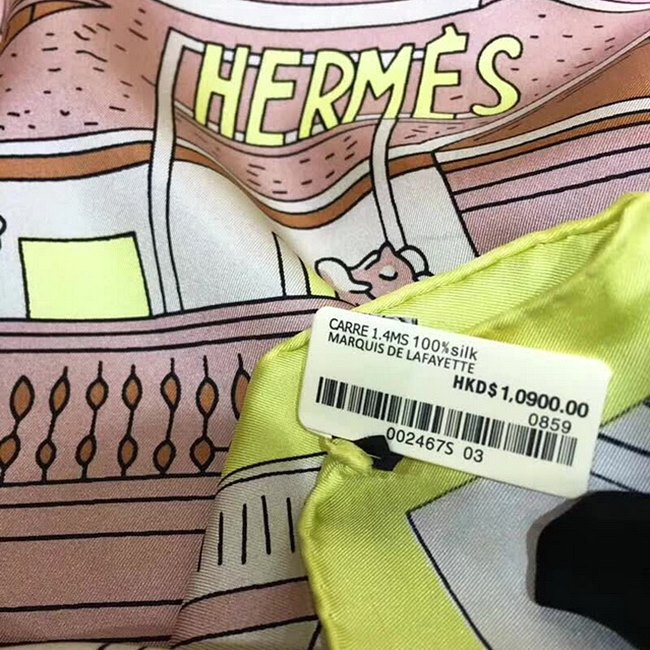 HERMÈS
CARRE 1.4MS 100%silk
MARQUIS DE LAFAYETTE
HKD$1,0900.00
0859
002467S 03